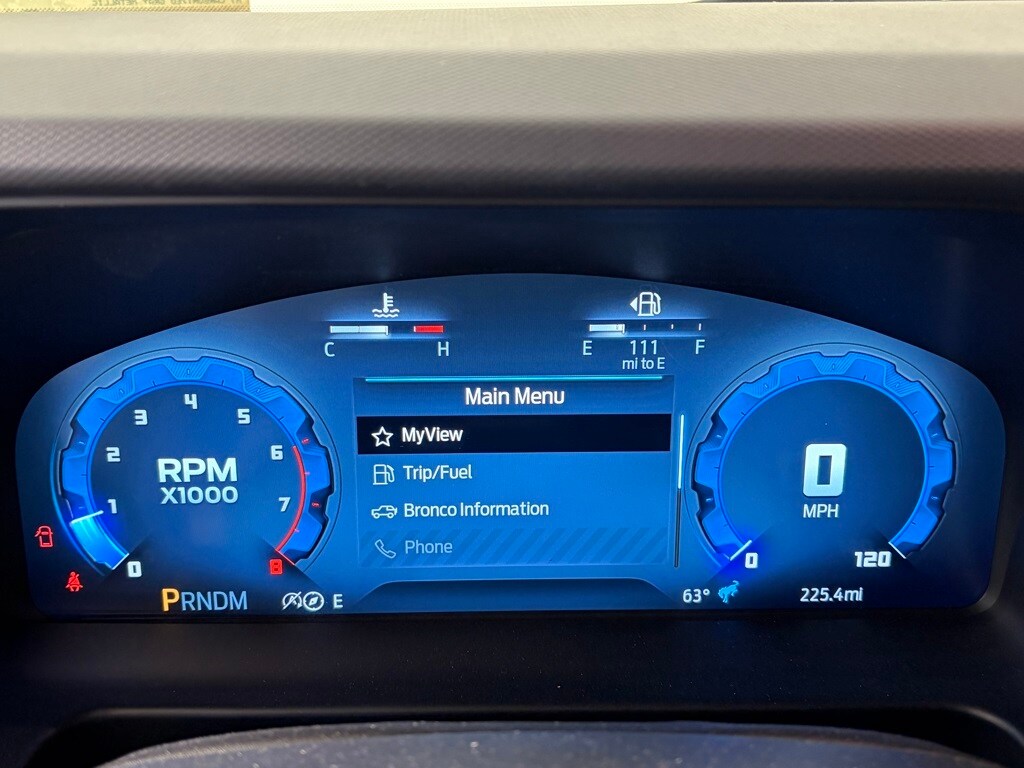 C H
E 111 F
mi to E
Main Menu
MyView
Trip/Fuel
Bronco Information
Phone
0 1 2 3 4 5 6 7 8
RPM
X1000
0
MPH
0 120
PRNDM
E
63°
225.4mi